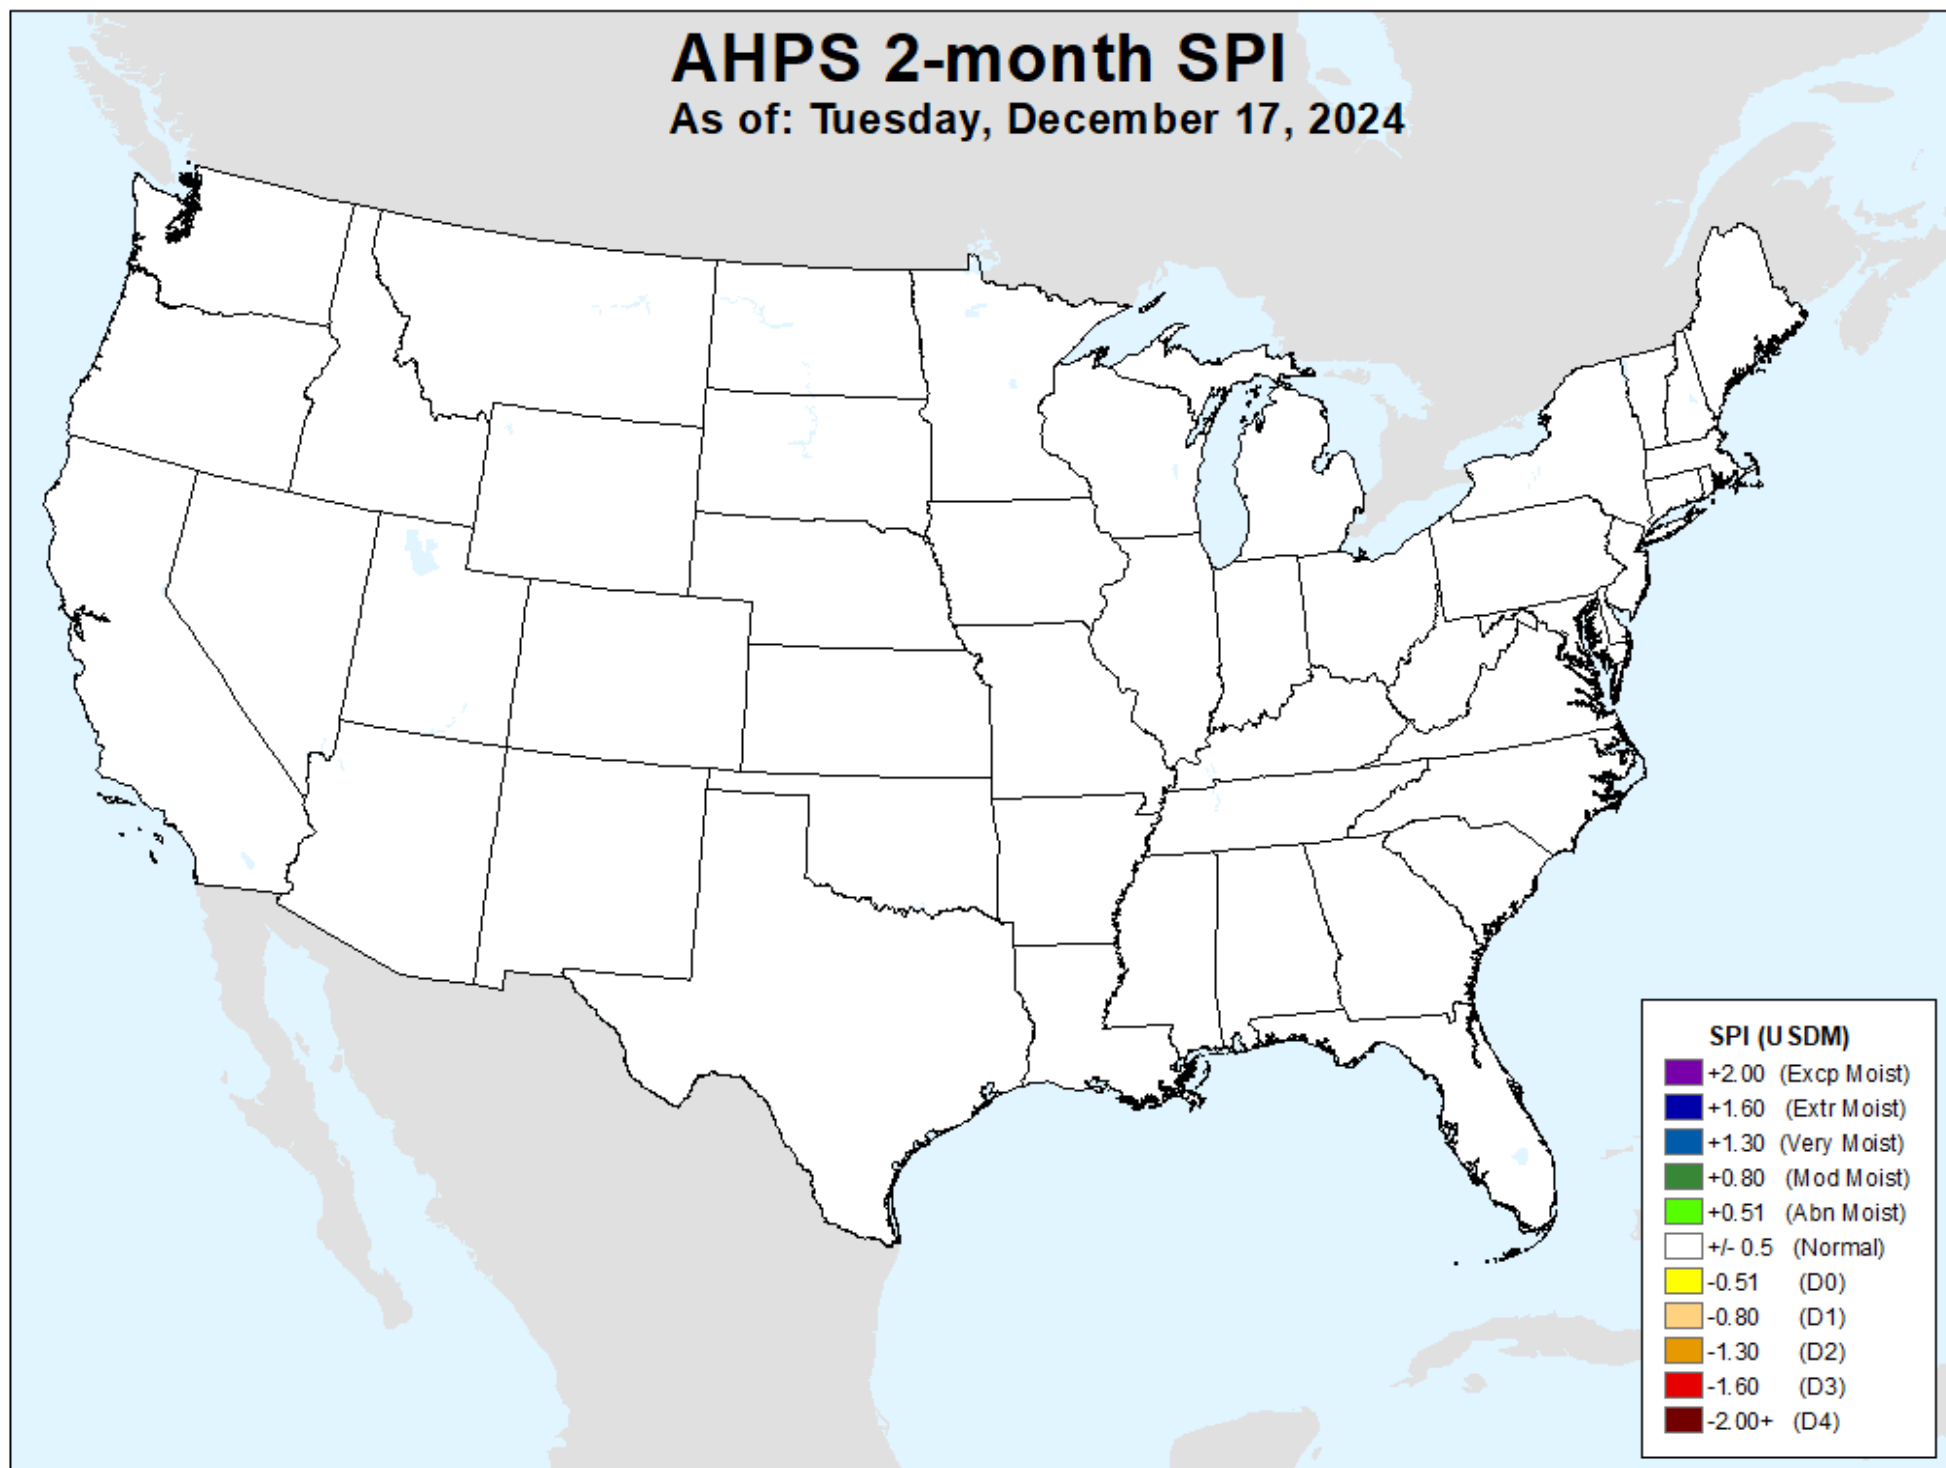 AHPS 2-month SPI
As of: Tuesday, December 17, 2024
SPI (USDM)
+2.00 (Excp Moist)
+1.60 (Extr Moist)
+1.30 (Very Moist)
+0.80 (Mod Moist)
+0.51 (Abn Moist)
+/- 0.5 (Normal)
-0.51 (D0)
-0.80 (D1)
-1.30 (D2)
-1.60 (D3)
-2.00+ (D4)